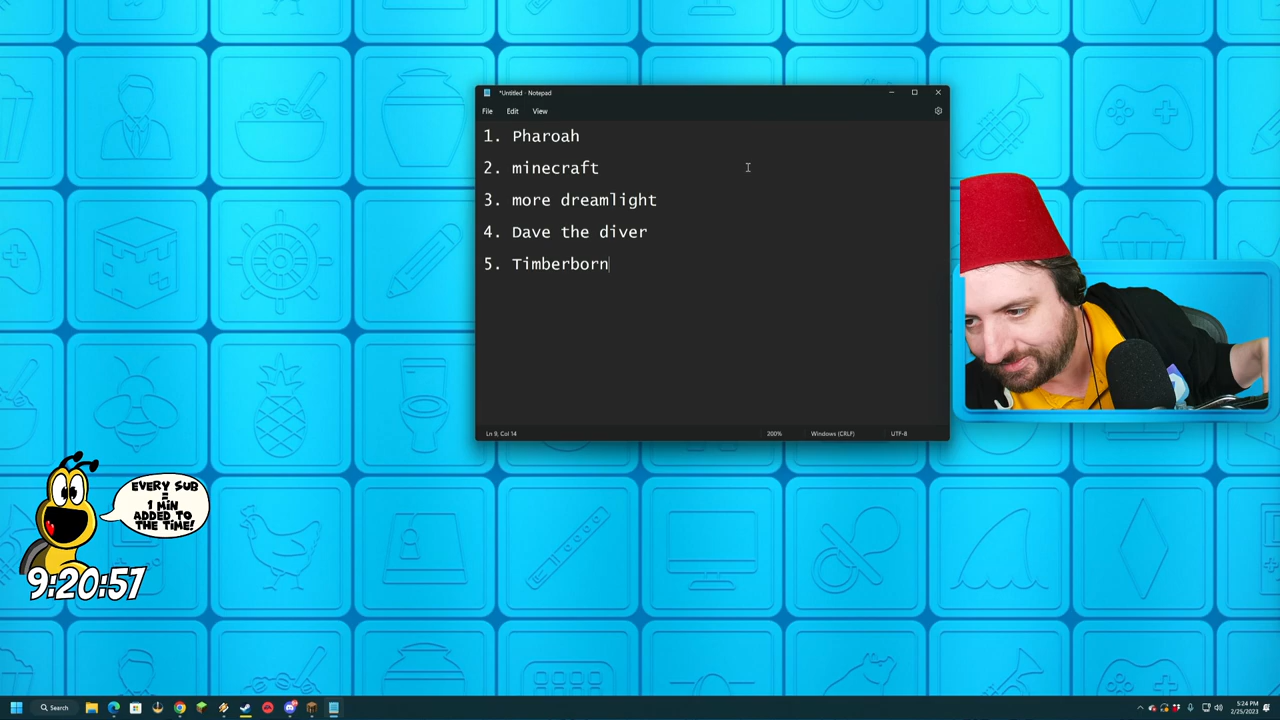 *Untitled - Notepad
File Edit View
1. Pharoah
2. minecraft
3. more dreamlight
4. Dave the diver
5. Timberborn
Ln 9, Col 14
200%
Windows (CRLF)
UTF-8
EVERY SUB
=
1 MIN
ADDED TO
THE TIME!
9:20:57
Search
5:24 PM
2/25/2023